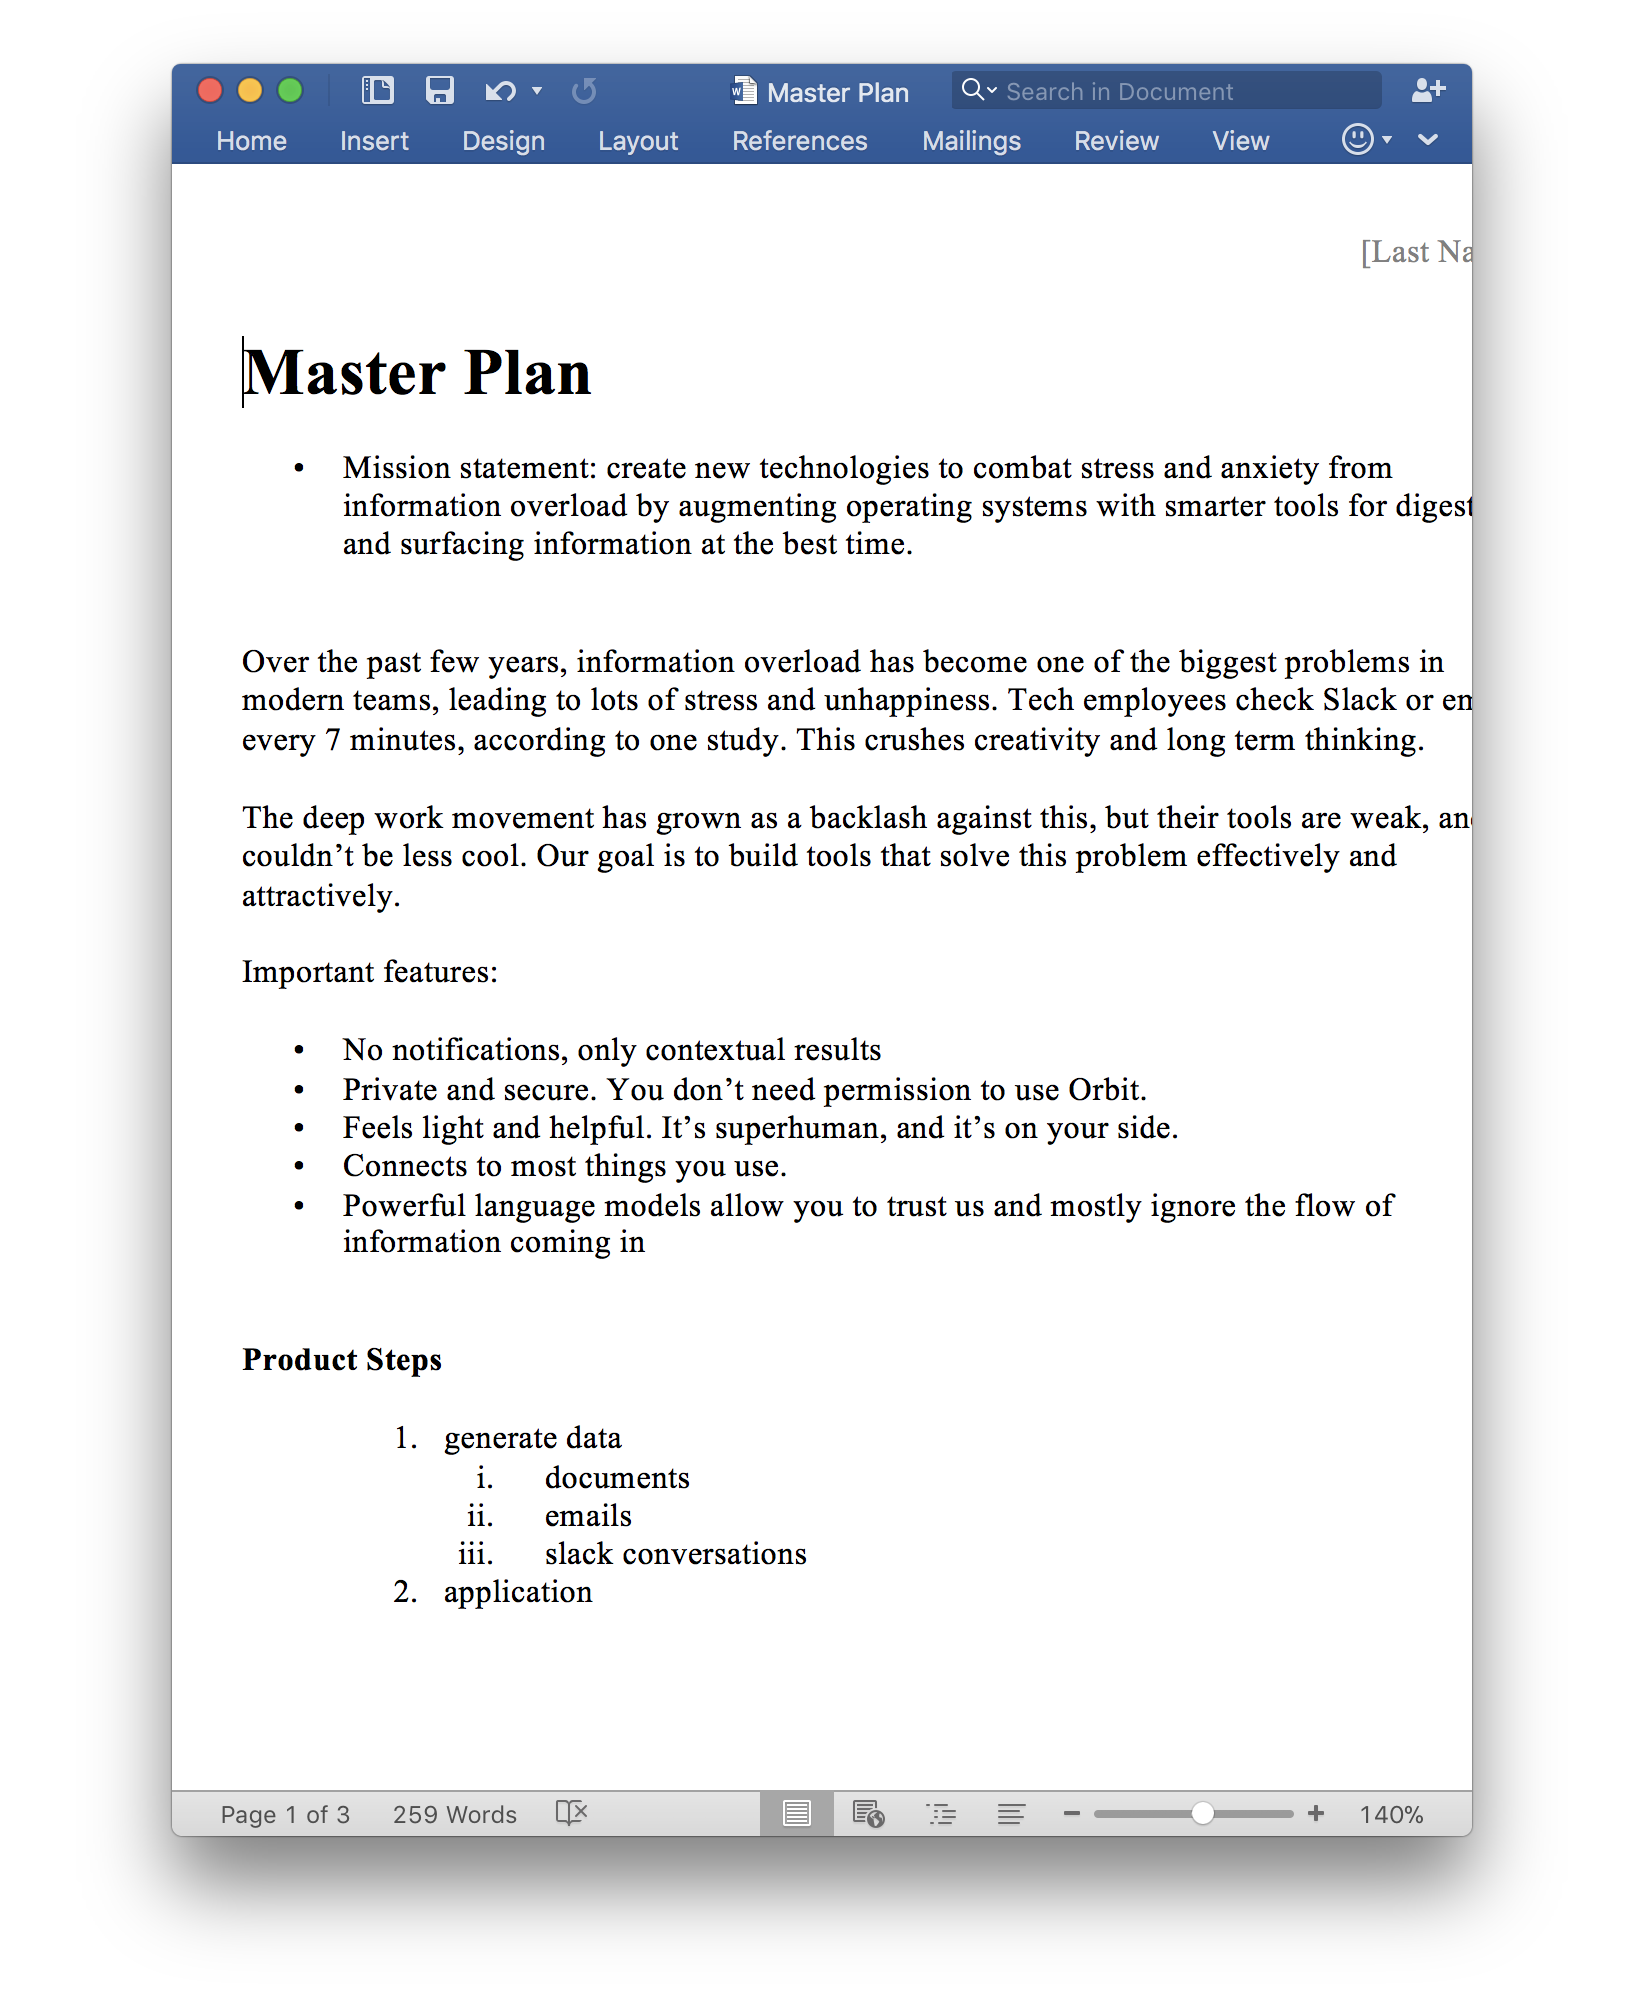 Master Plan
Search in Document
Home Insert Design Layout References Mailings Review View
[Last Na
Master Plan
• Mission statement: create new technologies to combat stress and anxiety from
information overload by augmenting operating systems with smarter tools for digest
and surfacing information at the best time.
Over the past few years, information overload has become one of the biggest problems in
modern teams, leading to lots of stress and unhappiness. Tech employees check Slack or em
every 7 minutes, according to one study. This crushes creativity and long term thinking.
The deep work movement has grown as a backlash against this, but their tools are weak, an
couldn’t be less cool. Our goal is to build tools that solve this problem effectively and
attractively.
Important features:
• No notifications, only contextual results
• Private and secure. You don’t need permission to use Orbit.
• Feels light and helpful. It’s superhuman, and it’s on your side.
• Connects to most things you use.
• Powerful language models allow you to trust us and mostly ignore the flow of
information coming in
Product Steps
1. generate data
i. documents
ii. emails
iii. slack conversations
2. application
Page 1 of 3 259 Words 140%